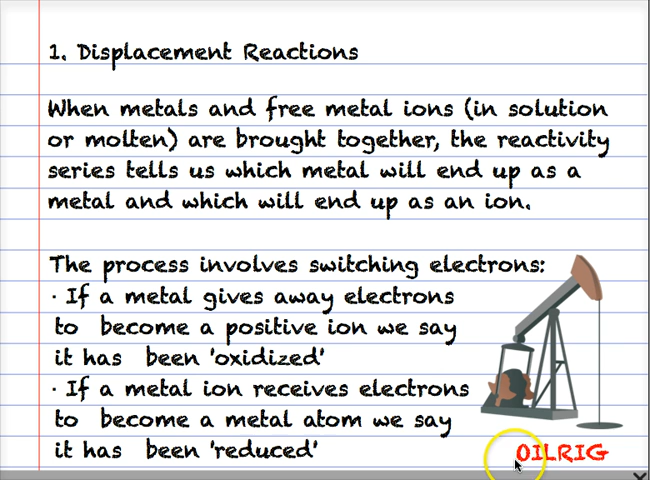 1. Displacement Reactions
When metals and free metal ions (in solution
or molten) are brought together, the reactivity
series tells us which metal will end up as a
metal and which will end up as an ion.
The process involves switching electrons:
· If a metal gives away electrons
to become a positive ion we say
it has been 'oxidized'
· If a metal ion receives electrons
to become a metal atom we say
it has been 'reduced'
OILRIG